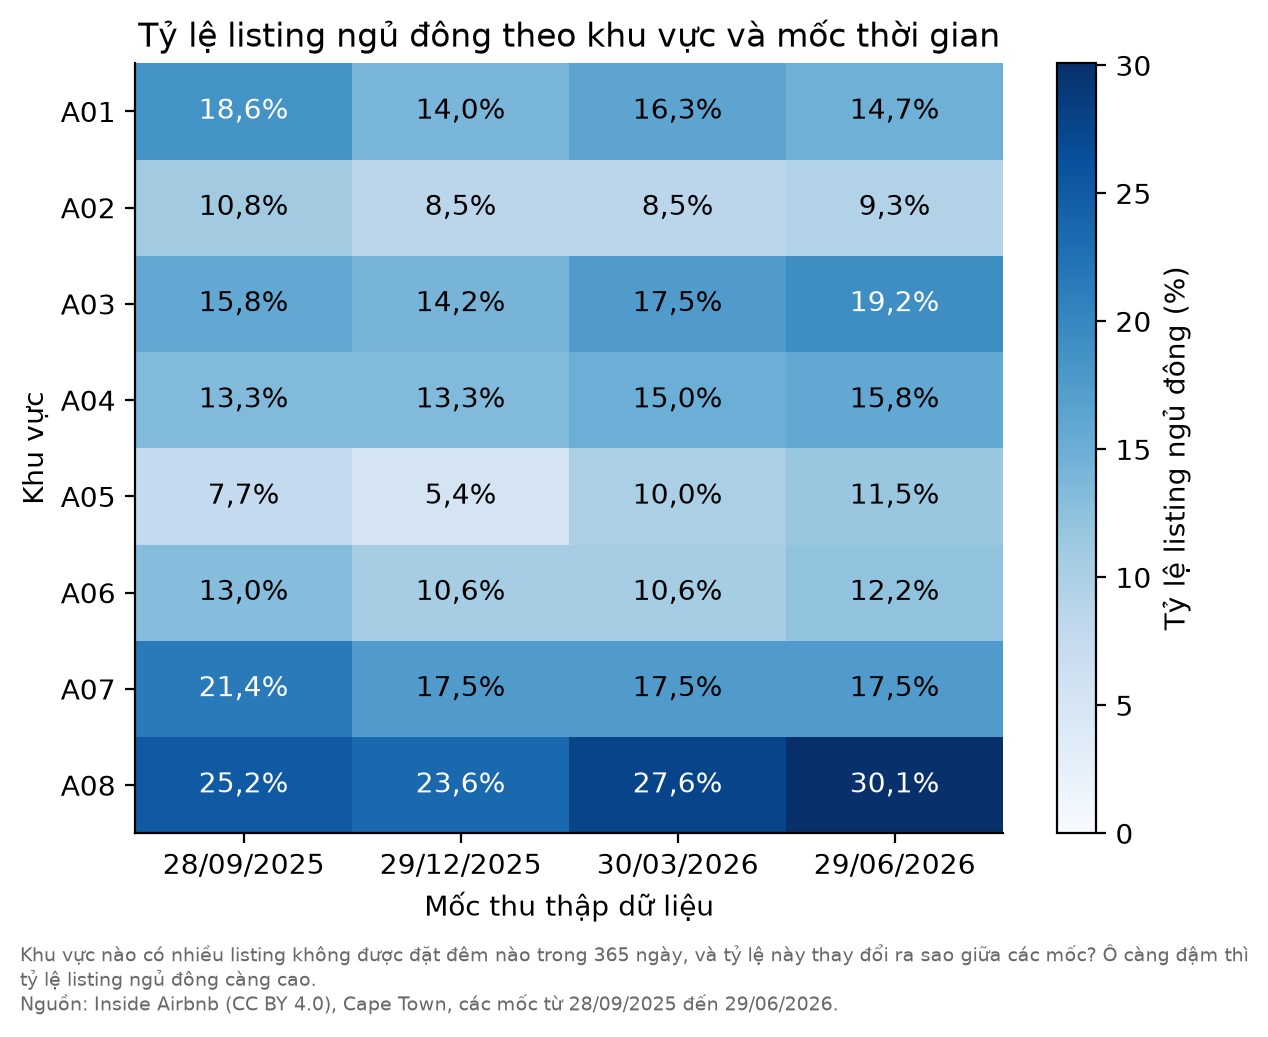 Tỷ lệ listing ngủ đông theo khu vực và mốc thời gian
A01 18,6% 14,0% 16,3% 14,7%
A02 10,8% 8,5% 8,5% 9,3%
A03 15,8% 14,2% 17,5% 19,2%
A04 13,3% 13,3% 15,0% 15,8%
A05 7,7% 5,4% 10,0% 11,5%
A06 13,0% 10,6% 10,6% 12,2%
A07 21,4% 17,5% 17,5% 17,5%
A08 25,2% 23,6% 27,6% 30,1%
28/09/2025 29/12/2025 30/03/2026 29/06/2026
Mốc thu thập dữ liệu
Khu vực
30
25
20
15
10
5
0
Tỷ lệ listing ngủ đông (%)
Khu vực nào có nhiều listing không được đặt đêm nào trong 365 ngày, và tỷ lệ này thay đổi ra sao giữa các mốc? Ô càng đậm thì
tỷ lệ listing ngủ đông càng cao.
Nguồn: Inside Airbnb (CC BY 4.0), Cape Town, các mốc từ 28/09/2025 đến 29/06/2026.